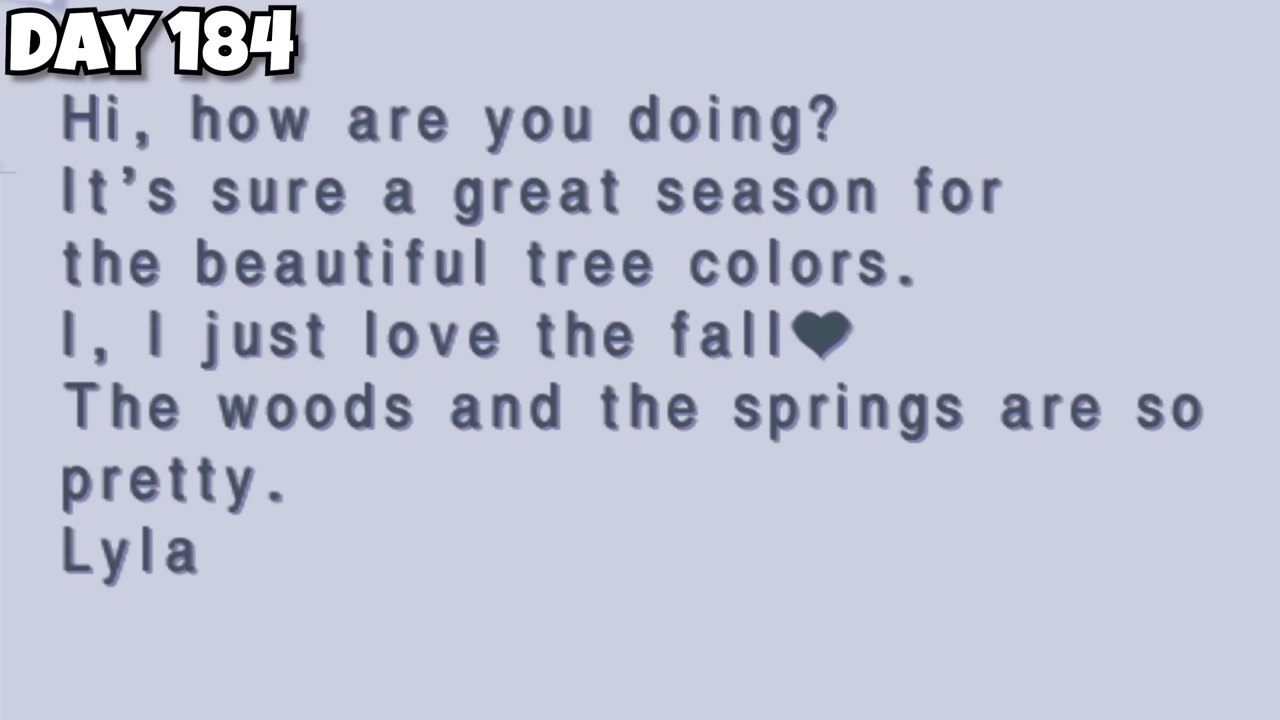 DAY 184
Hi, how are you doing?
It's sure a great season for
the beautiful tree colors.
I, I just love the fall♥
The woods and the springs are so
pretty.
Lyla